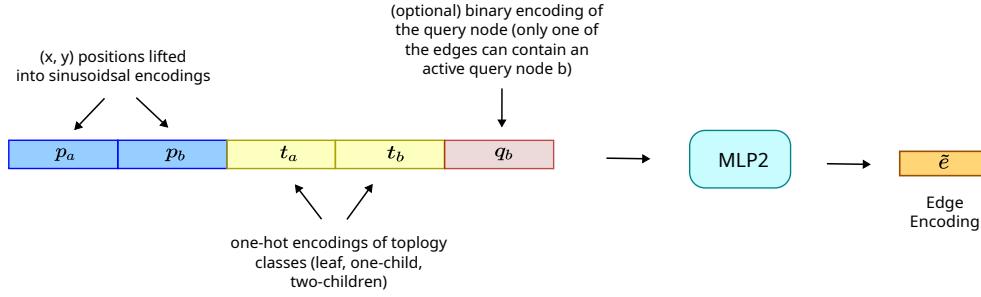 (optional) binary encoding of
the query node (only one of
the edges can contain an
active query node b)
(x, y) positions lifted
into sinusoidsal encodings
p_a p_b t_a t_b q_b
MLP2
ẽ
Edge
Encoding
one-hot encodings of toplogy
classes (leaf, one-child,
two-children)